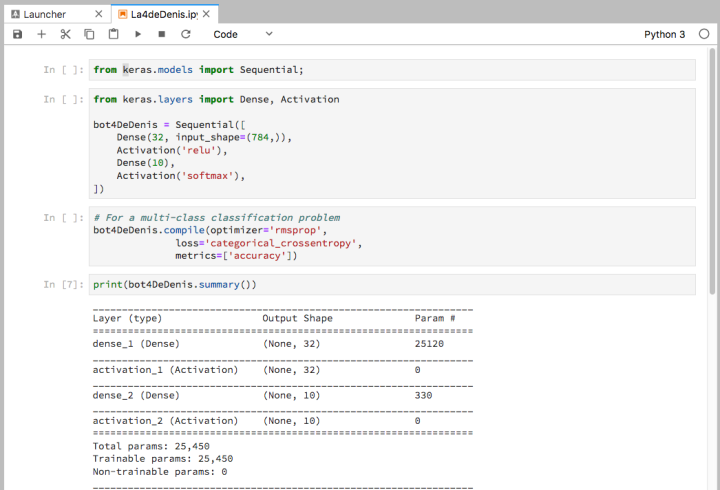 Launcher
La4deDenis.ipy
Code
Python 3
In [ ]: from keras.models import Sequential;
In [ ]: from keras.layers import Dense, Activation
bot4DeDenis = Sequential([
    Dense(32, input_shape=(784,)),
    Activation('relu'),
    Dense(10),
    Activation('softmax'),
])
In [ ]: # For a multi-class classification problem
bot4DeDenis.compile(optimizer='rmsprop',
              loss='categorical_crossentropy',
              metrics=['accuracy'])
In [7]: print(bot4DeDenis.summary())
_________________________________________________________________
Layer (type)                 Output Shape              Param #
=================================================================
dense_1 (Dense)              (None, 32)                25120
_________________________________________________________________
activation_1 (Activation)    (None, 32)                0
_________________________________________________________________
dense_2 (Dense)              (None, 10)                330
_________________________________________________________________
activation_2 (Activation)    (None, 10)                0
=================================================================
Total params: 25,450
Trainable params: 25,450
Non-trainable params: 0
_________________________________________________________________